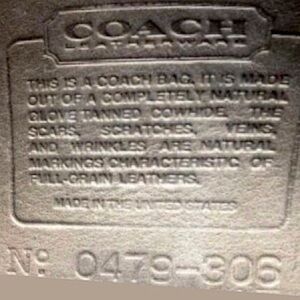 COACH
LEATHERWARE
THIS IS A COACH BAG. IT IS MADE
OUT OF A COMPLETELY NATURAL
GLOVE TANNED COWHIDE. THE
SCARS, SCRATCHES, VEINS,
AND WRINKLES ARE NATURAL
MARKINGS CHARACTERISTIC OF
FULL-GRAIN LEATHERS.
MADE IN THE UNITED STATES
Nº 0479-306